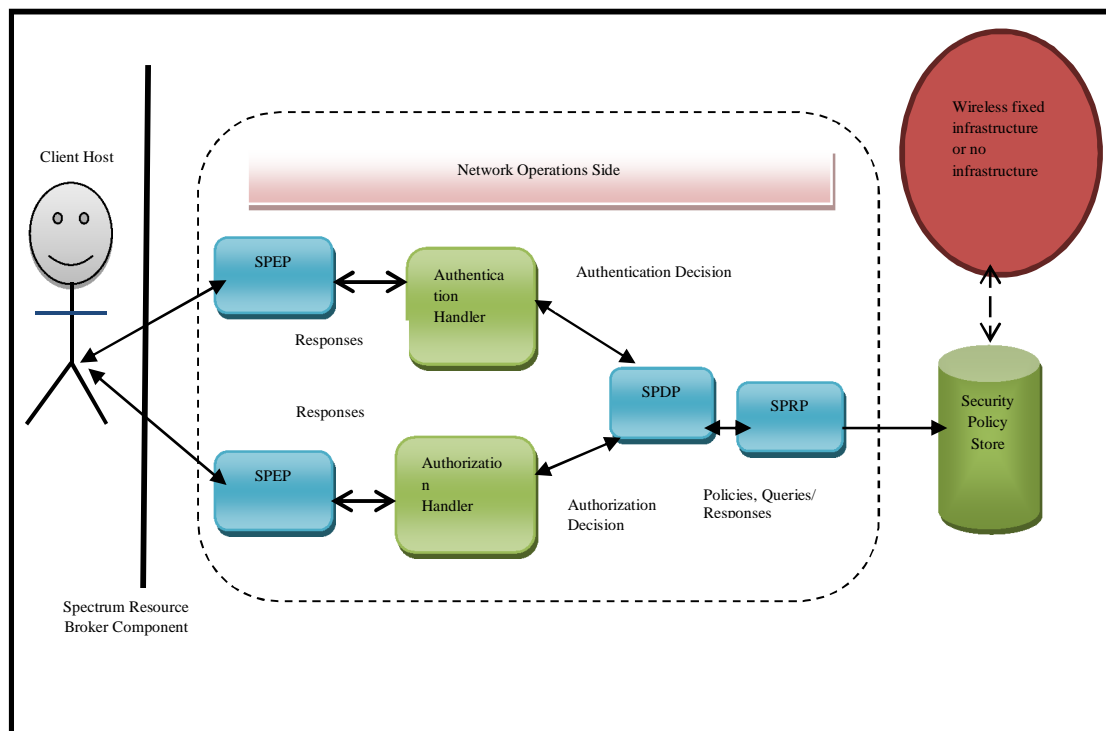 Wireless fixed
infrastructure
or no
infrastructure
Client Host
Network Operations Side
SPEP
Authentica
tion
Handler
Authentication Decision
Responses
SPDP
SPRP
Security
Policy
Store
Responses
SPEP
Authorizatio
n
Handler
Authorization
Decision
Policies, Queries/
Responses
Spectrum Resource
Broker Component